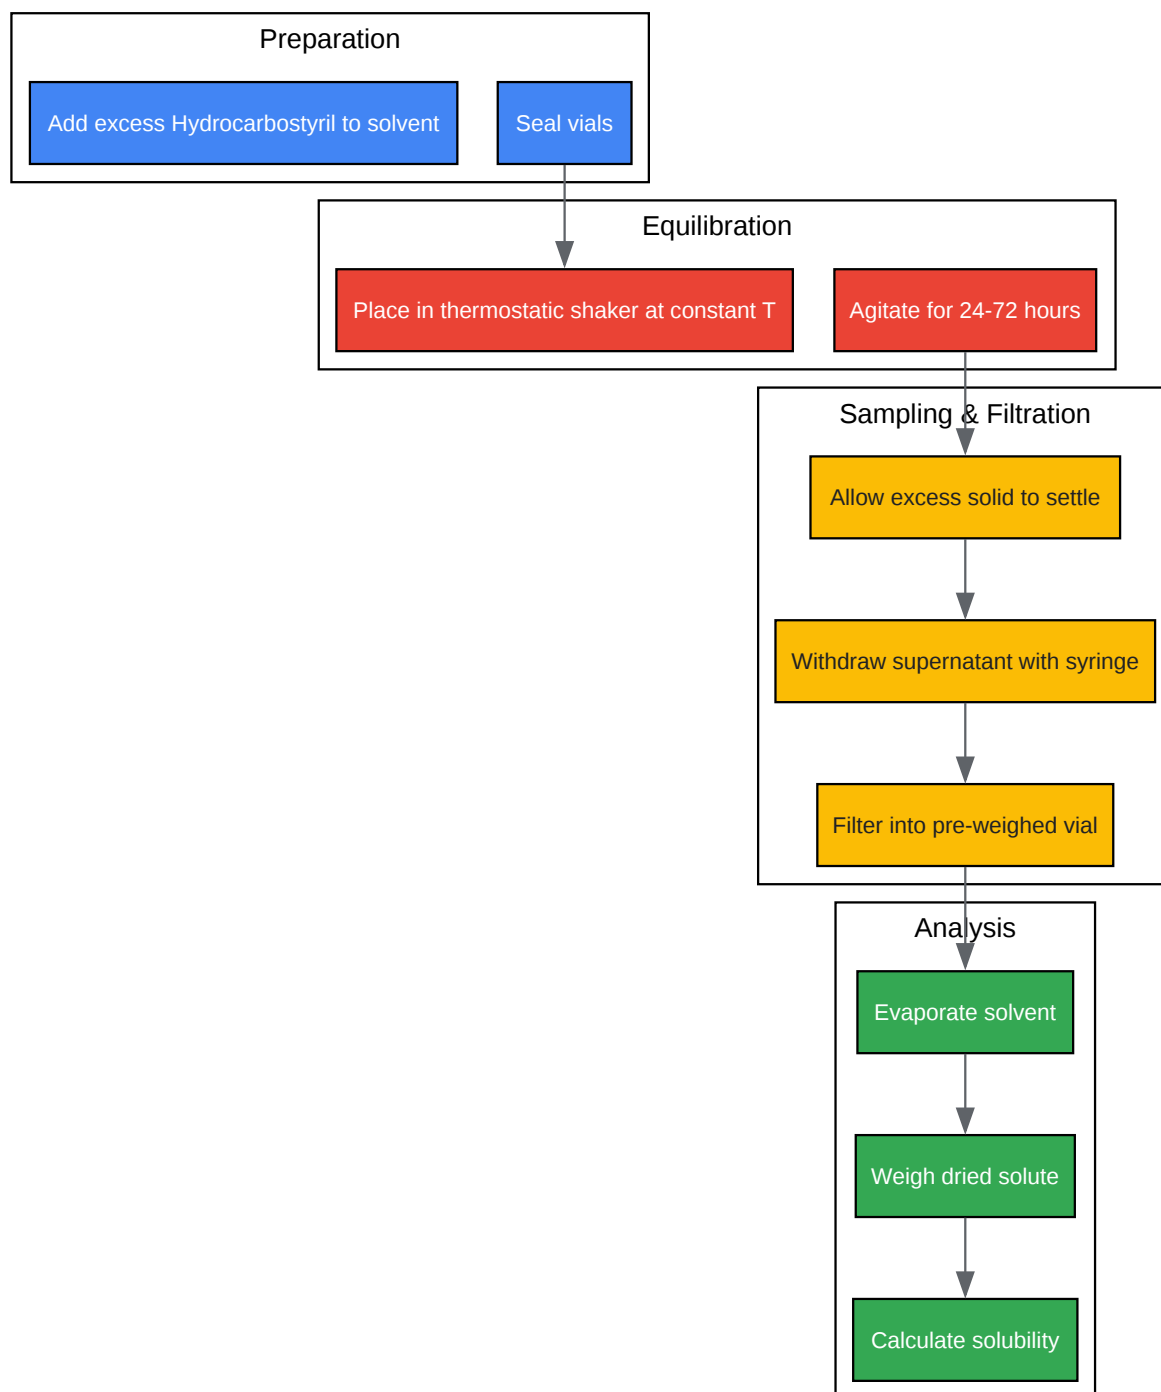 Preparation
Add excess Hydrocarbostyril to solvent
Seal vials
Equilibration
Place in thermostatic shaker at constant T
Agitate for 24-72 hours
Sampling & Filtration
Allow excess solid to settle
Withdraw supernatant with syringe
Filter into pre-weighed vial
Analysis
Evaporate solvent
Weigh dried solute
Calculate solubility